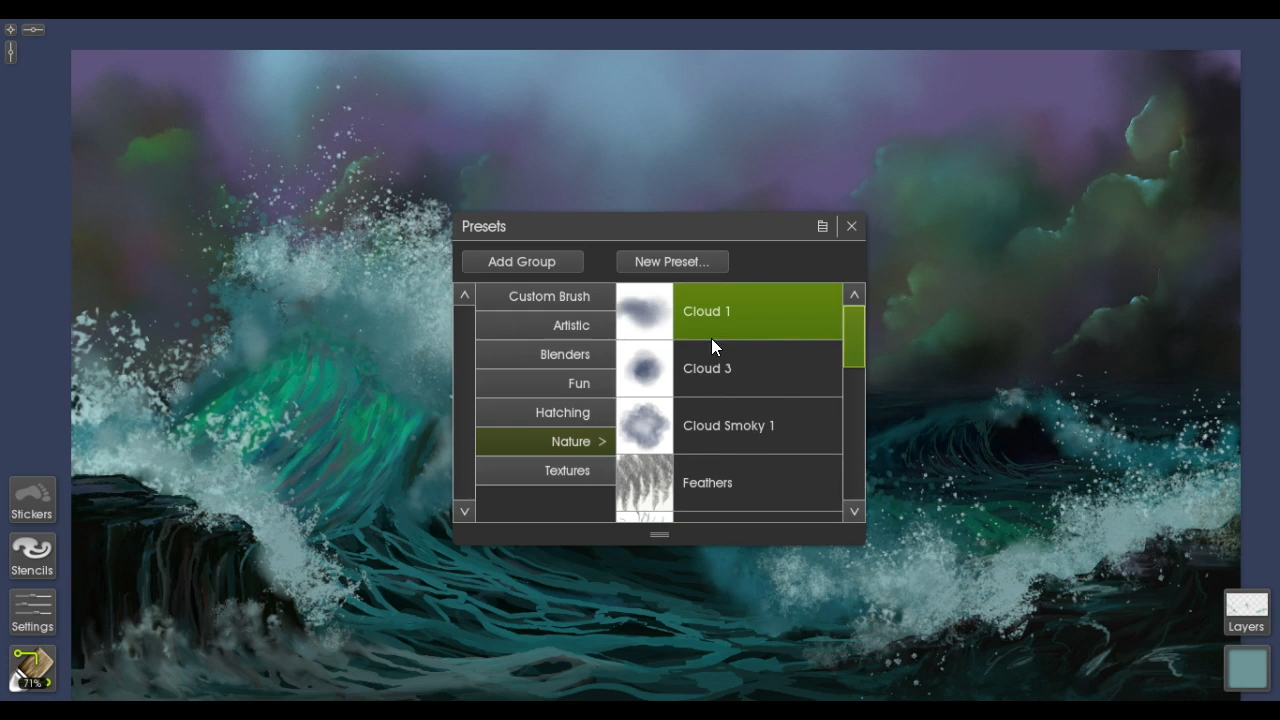 Presets
Add Group
New Preset...
Custom Brush
Artistic
Blenders
Fun
Hatching
Nature >
Textures
Cloud 1
Cloud 3
Cloud Smoky 1
Feathers
Stickers
Stencils
Settings
71%
Layers